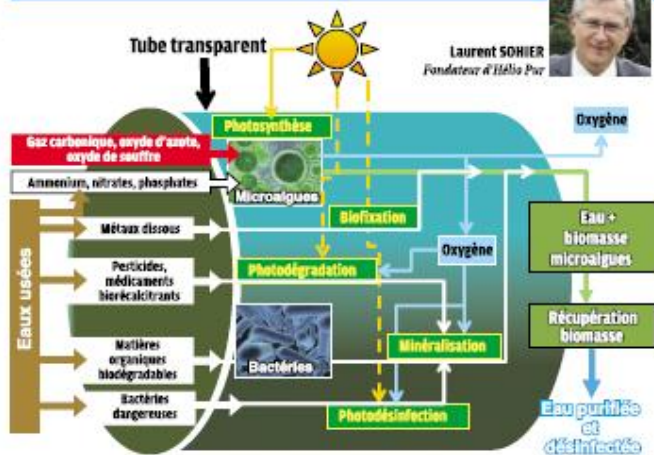 Tube transparent
Laurent SOHIER
Fondateur d'Hélio Pur
Photosynthèse
Oxygène
Gaz carbonique, oxyde d'azote,
oxyde de souffre
Ammonium, nitrates, phosphates
Microalgues
Eaux usées
Métaux dissous
Biofixation
Eau +
biomasse
microalgues
Pesticides,
médicaments
biorécalcitrants
Photodégradation
Oxygène
Matières
organiques
biodégradables
Bactéries
Minéralisation
Récupération
biomasse
Bactéries
dangereuses
Photodésinfection
Eau purifiée
et
désinfectée